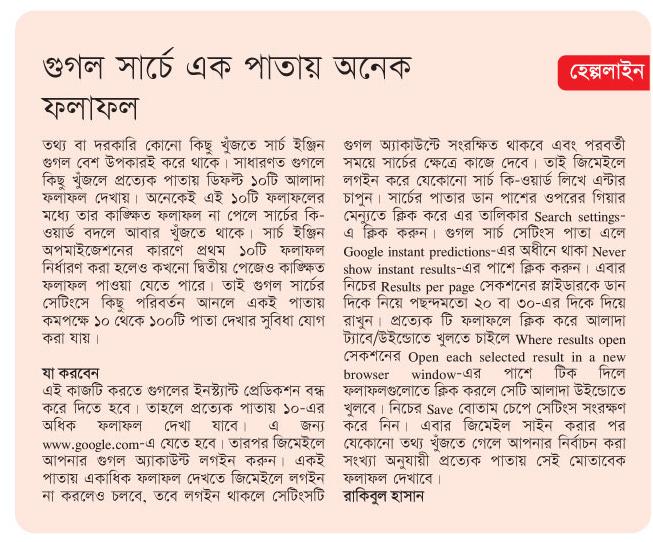 গুগল সার্চে এক পাতায় অনেক
ফলাফল
হেল্পলাইন
তথ্য বা দরকারি কোনো কিছু খুঁজতে সার্চ ইঞ্জিন
গুগল বেশ উপকারই করে থাকে। সাধারণত গুগলে
কিছু খুঁজলে প্রত্যেক পাতায় ডিফল্ট ১০টি আলাদা
ফলাফল দেখায়। অনেকেই এই ১০টি ফলাফলের
মধ্যে তার কাঙ্ক্ষিত ফলাফল না পেলে সার্চের কি-
ওয়ার্ড বদলে আবার খুঁজতে থাকে। সার্চ ইঞ্জিন
অপমাইজেশনের কারণে প্রথম ১০টি ফলাফল
নির্ধারণ করা হলেও কখনো দ্বিতীয় পেজেও কাঙ্ক্ষিত
ফলাফল পাওয়া যেতে পারে। তাই গুগল সার্চের
সেটিংসে কিছু পরিবর্তন আনলে একই পাতায়
কমপক্ষে ১০ থেকে ১০০টি পাতা দেখার সুবিধা যোগ
করা যায়।
যা করবেন
এই কাজটি করতে গুগলের ইনস্ট্যান্ট প্রেডিকশন বন্ধ
করে দিতে হবে। তাহলে প্রত্যেক পাতায় ১০-এর
অধিক ফলাফল দেখা যাবে। এ জন্য
www.google.com-এ যেতে হবে। তারপর জিমেইলে
আপনার গুগল অ্যাকাউন্ট লগইন করুন। একই
পাতায় একাধিক ফলাফল দেখতে জিমেইলে লগইন
না করলেও চলবে, তবে লগইন থাকলে সেটিংসটি
গুগল অ্যাকাউন্টে সংরক্ষিত থাকবে এবং পরবর্তী
সময়ে সার্চের ক্ষেত্রে কাজে দেবে। তাই জিমেইলে
লগইন করে যেকোনো সার্চ কি-ওয়ার্ড লিখে এন্টার
চাপুন। সার্চের পাতার ডান পাশের ওপরের গিয়ার
মেন্যুতে ক্লিক করে এর তালিকার Search settings-
এ ক্লিক করুন। গুগল সার্চ সেটিংস পাতা এলে
Google instant predictions-এর অধীনে থাকা Never
show instant results-এর পাশে ক্লিক করুন। এবার
নিচের Results per page সেকশনের স্লাইডারকে ডান
দিকে নিয়ে পছন্দমতো ২০ বা ৩০-এর দিকে দিয়ে
রাখুন। প্রত্যেক টি ফলাফলে ক্লিক করে আলাদা
ট্যাবে/উইন্ডোতে খুলতে চাইলে Where results open
সেকশনের Open each selected result in a new
browser window-এর পাশে টিক দিলে
ফলাফলগুলোতে ক্লিক করলে সেটি আলাদা উইন্ডোতে
খুলবে। নিচের Save বোতাম চেপে সেটিংস সংরক্ষণ
করে নিন। এবার জিমেইল সাইন করার পর
যেকোনো তথ্য খুঁজতে গেলে আপনার নির্বাচন করা
সংখ্যা অনুযায়ী প্রত্যেক পাতায় সেই মোতাবেক
ফলাফল দেখাবে।
রাকিবুল হাসান